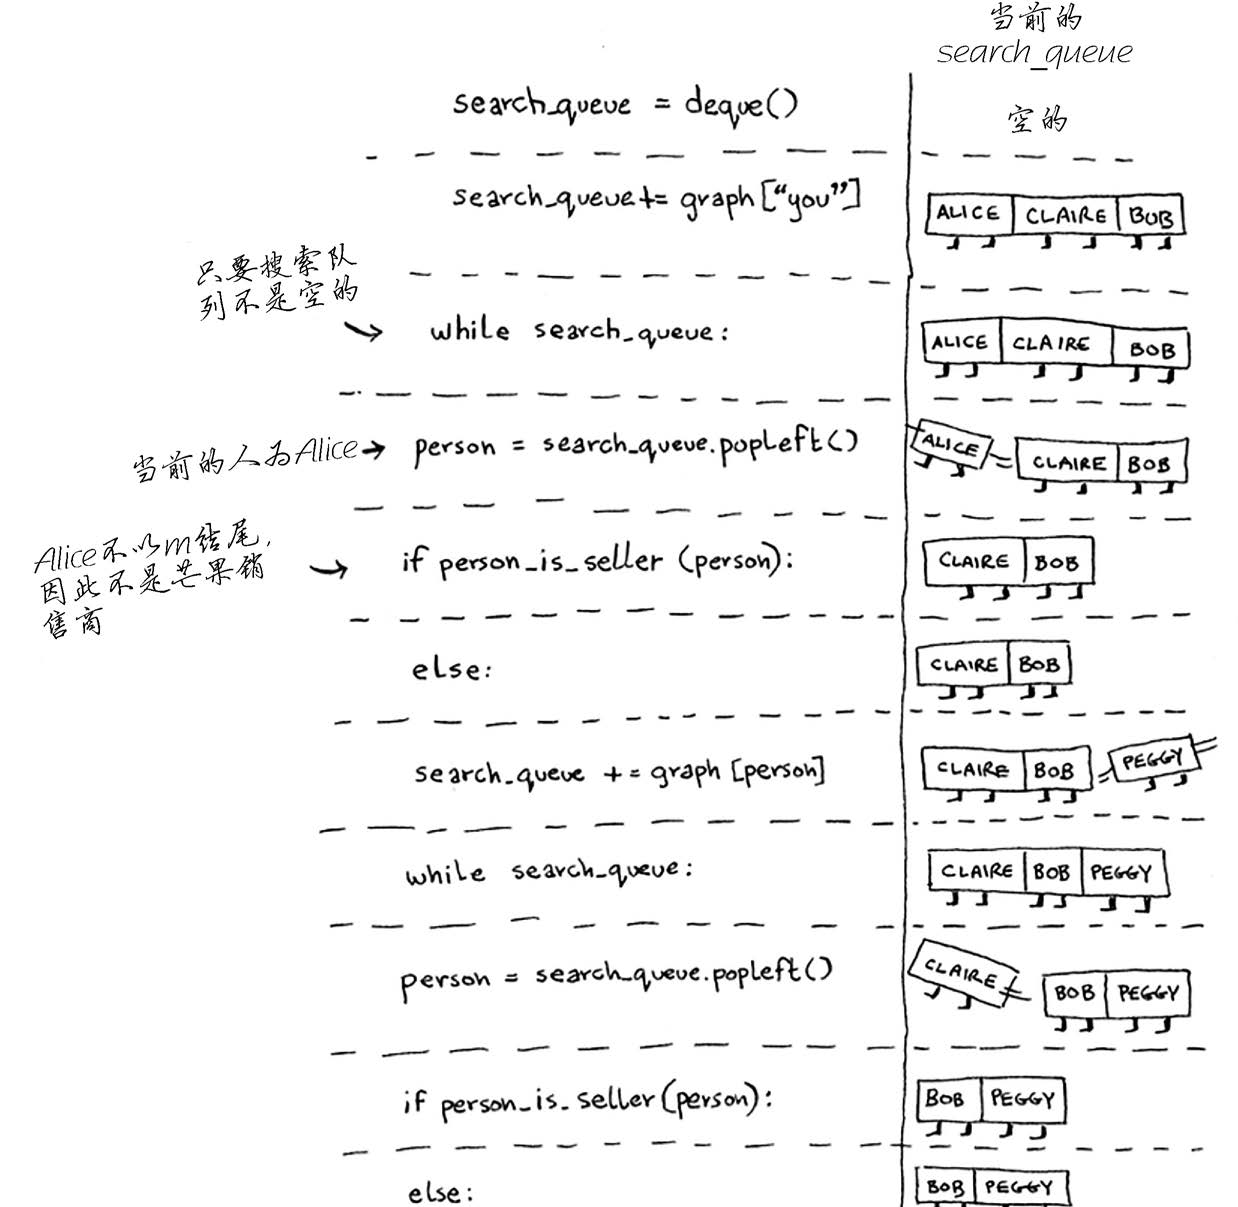 当前的
search_queue
search_queue = deque()
空的
search_queue += graph["you"]
ALICE CLAIRE BOB
只要搜索队
列不是空的
while search_queue:
ALICE CLAIRE BOB
当前的人为Alice
person = search_queue.popleft()
ALICE CLAIRE BOB
Alice不以m结尾,
因此不是芒果销
售商
if person_is_seller (person):
CLAIRE BOB
else:
CLAIRE BOB
search_queue += graph [person]
CLAIRE BOB PEGGY
while search_queue:
CLAIRE BOB PEGGY
person = search_queue.popleft()
CLAIRE BOB PEGGY
if person_is_seller (person):
BOB PEGGY
else:
BOB PEGGY